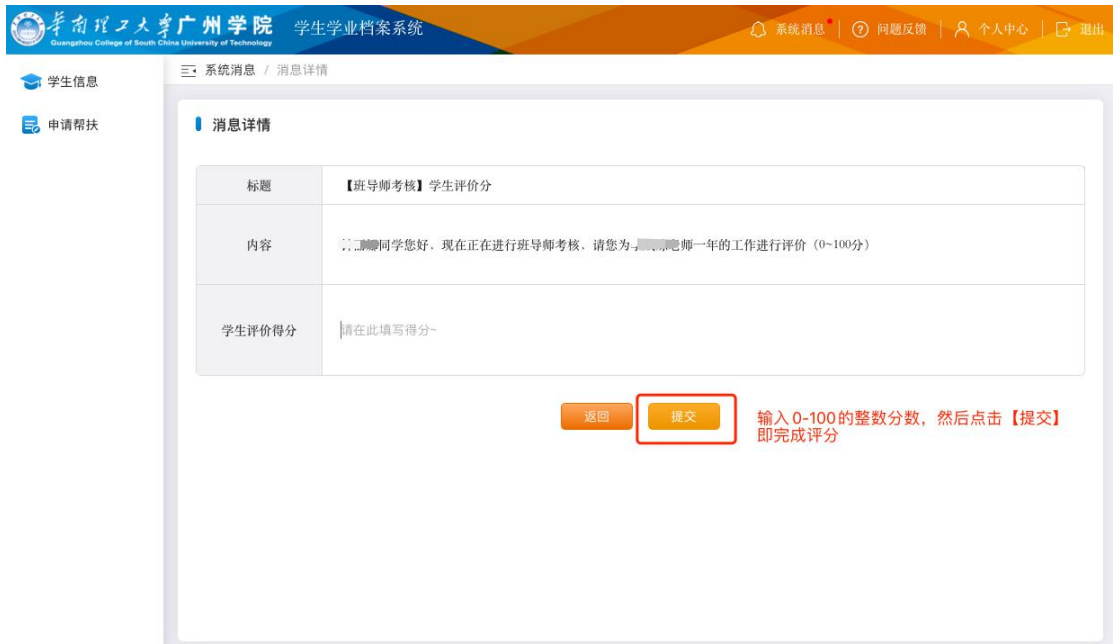 华南理工大学广州学院
Guangzhou College of South China University of Technology
学生学业档案系统
系统消息
问题反馈
个人中心
退出
学生信息
申请帮扶
系统消息 / 消息详情
消息详情
标题
【班导师考核】学生评价分
内容
同学您好、现在正在进行班导师考核、请您为 老师一年的工作进行评价（0~100分）
学生评价得分
请在此填写得分~
返回
提交
输入0-100的整数分数，然后点击【提交】
即完成评分